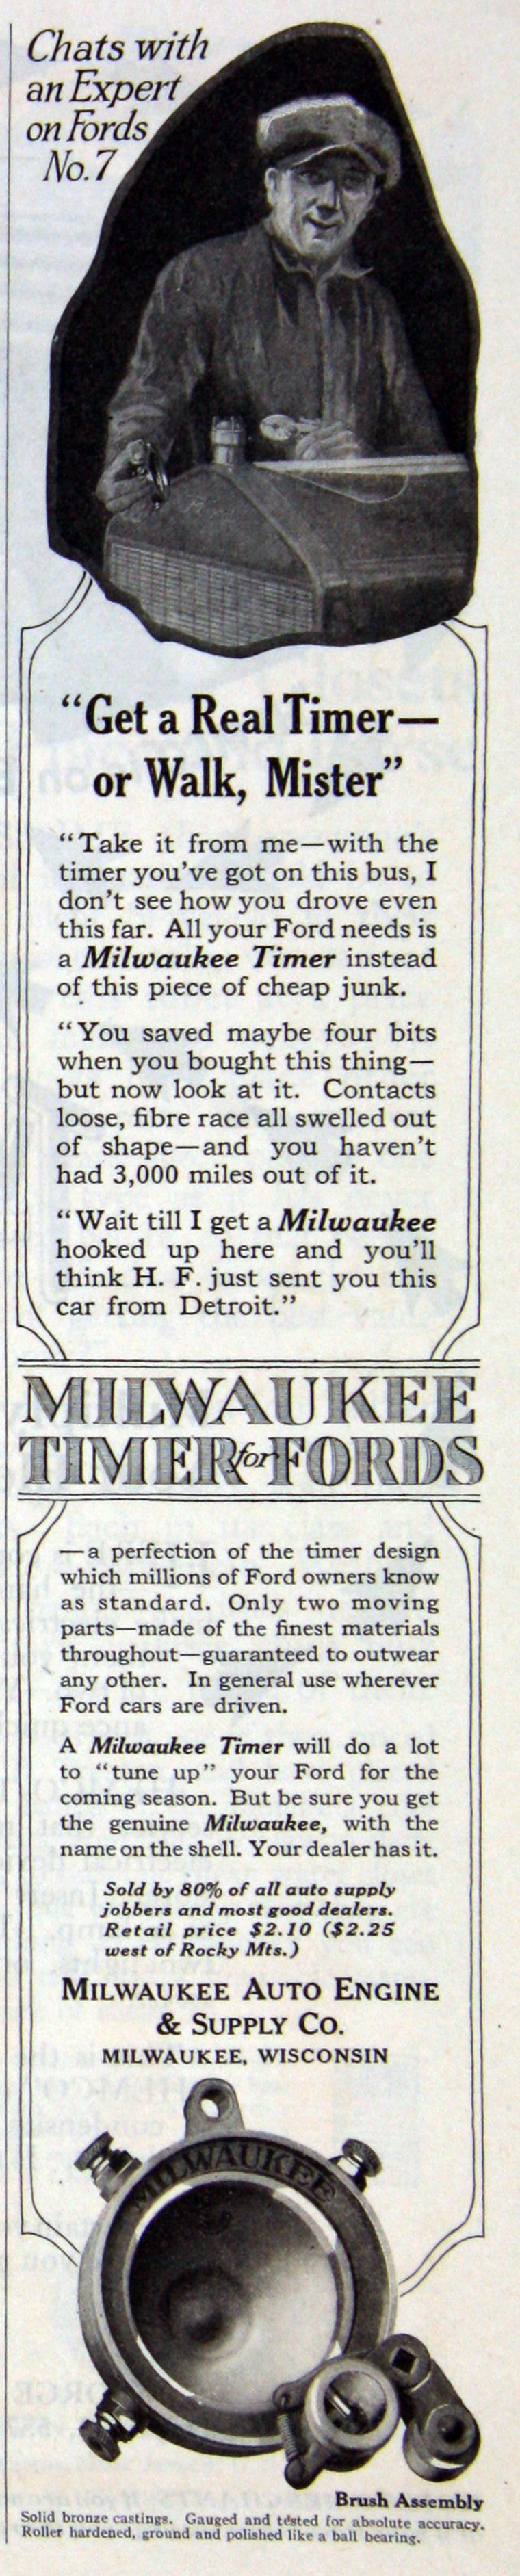 Chats with
an Expert
on Fords
No. 7
"Get a Real Timer—
or Walk, Mister"
"Take it from me—with the
timer you've got on this bus, I
don't see how you drove even
this far. All your Ford needs is
a Milwaukee Timer instead
of this piece of cheap junk.
"You saved maybe four bits
when you bought this thing—
but now look at it. Contacts
loose, fibre race all swelled out
of shape—and you haven't
had 3,000 miles out of it.
"Wait till I get a Milwaukee
hooked up here and you'll
think H. F. just sent you this
car from Detroit."
MILWAUKEE
TIMER for FORDS
—a perfection of the timer design
which millions of Ford owners know
as standard. Only two moving
parts—made of the finest materials
throughout—guaranteed to outwear
any other. In general use wherever
Ford cars are driven.
A Milwaukee Timer will do a lot
to "tune up" your Ford for the
coming season. But be sure you get
the genuine Milwaukee, with the
name on the shell. Your dealer has it.
Sold by 80% of all auto supply
jobbers and most good dealers.
Retail price $2.10 ($2.25
west of Rocky Mts.)
MILWAUKEE AUTO ENGINE
& SUPPLY CO.
MILWAUKEE, WISCONSIN
MILWAUKEE
Brush Assembly
Solid bronze castings. Gauged and tested for absolute accuracy.
Roller hardened, ground and polished like a ball bearing.